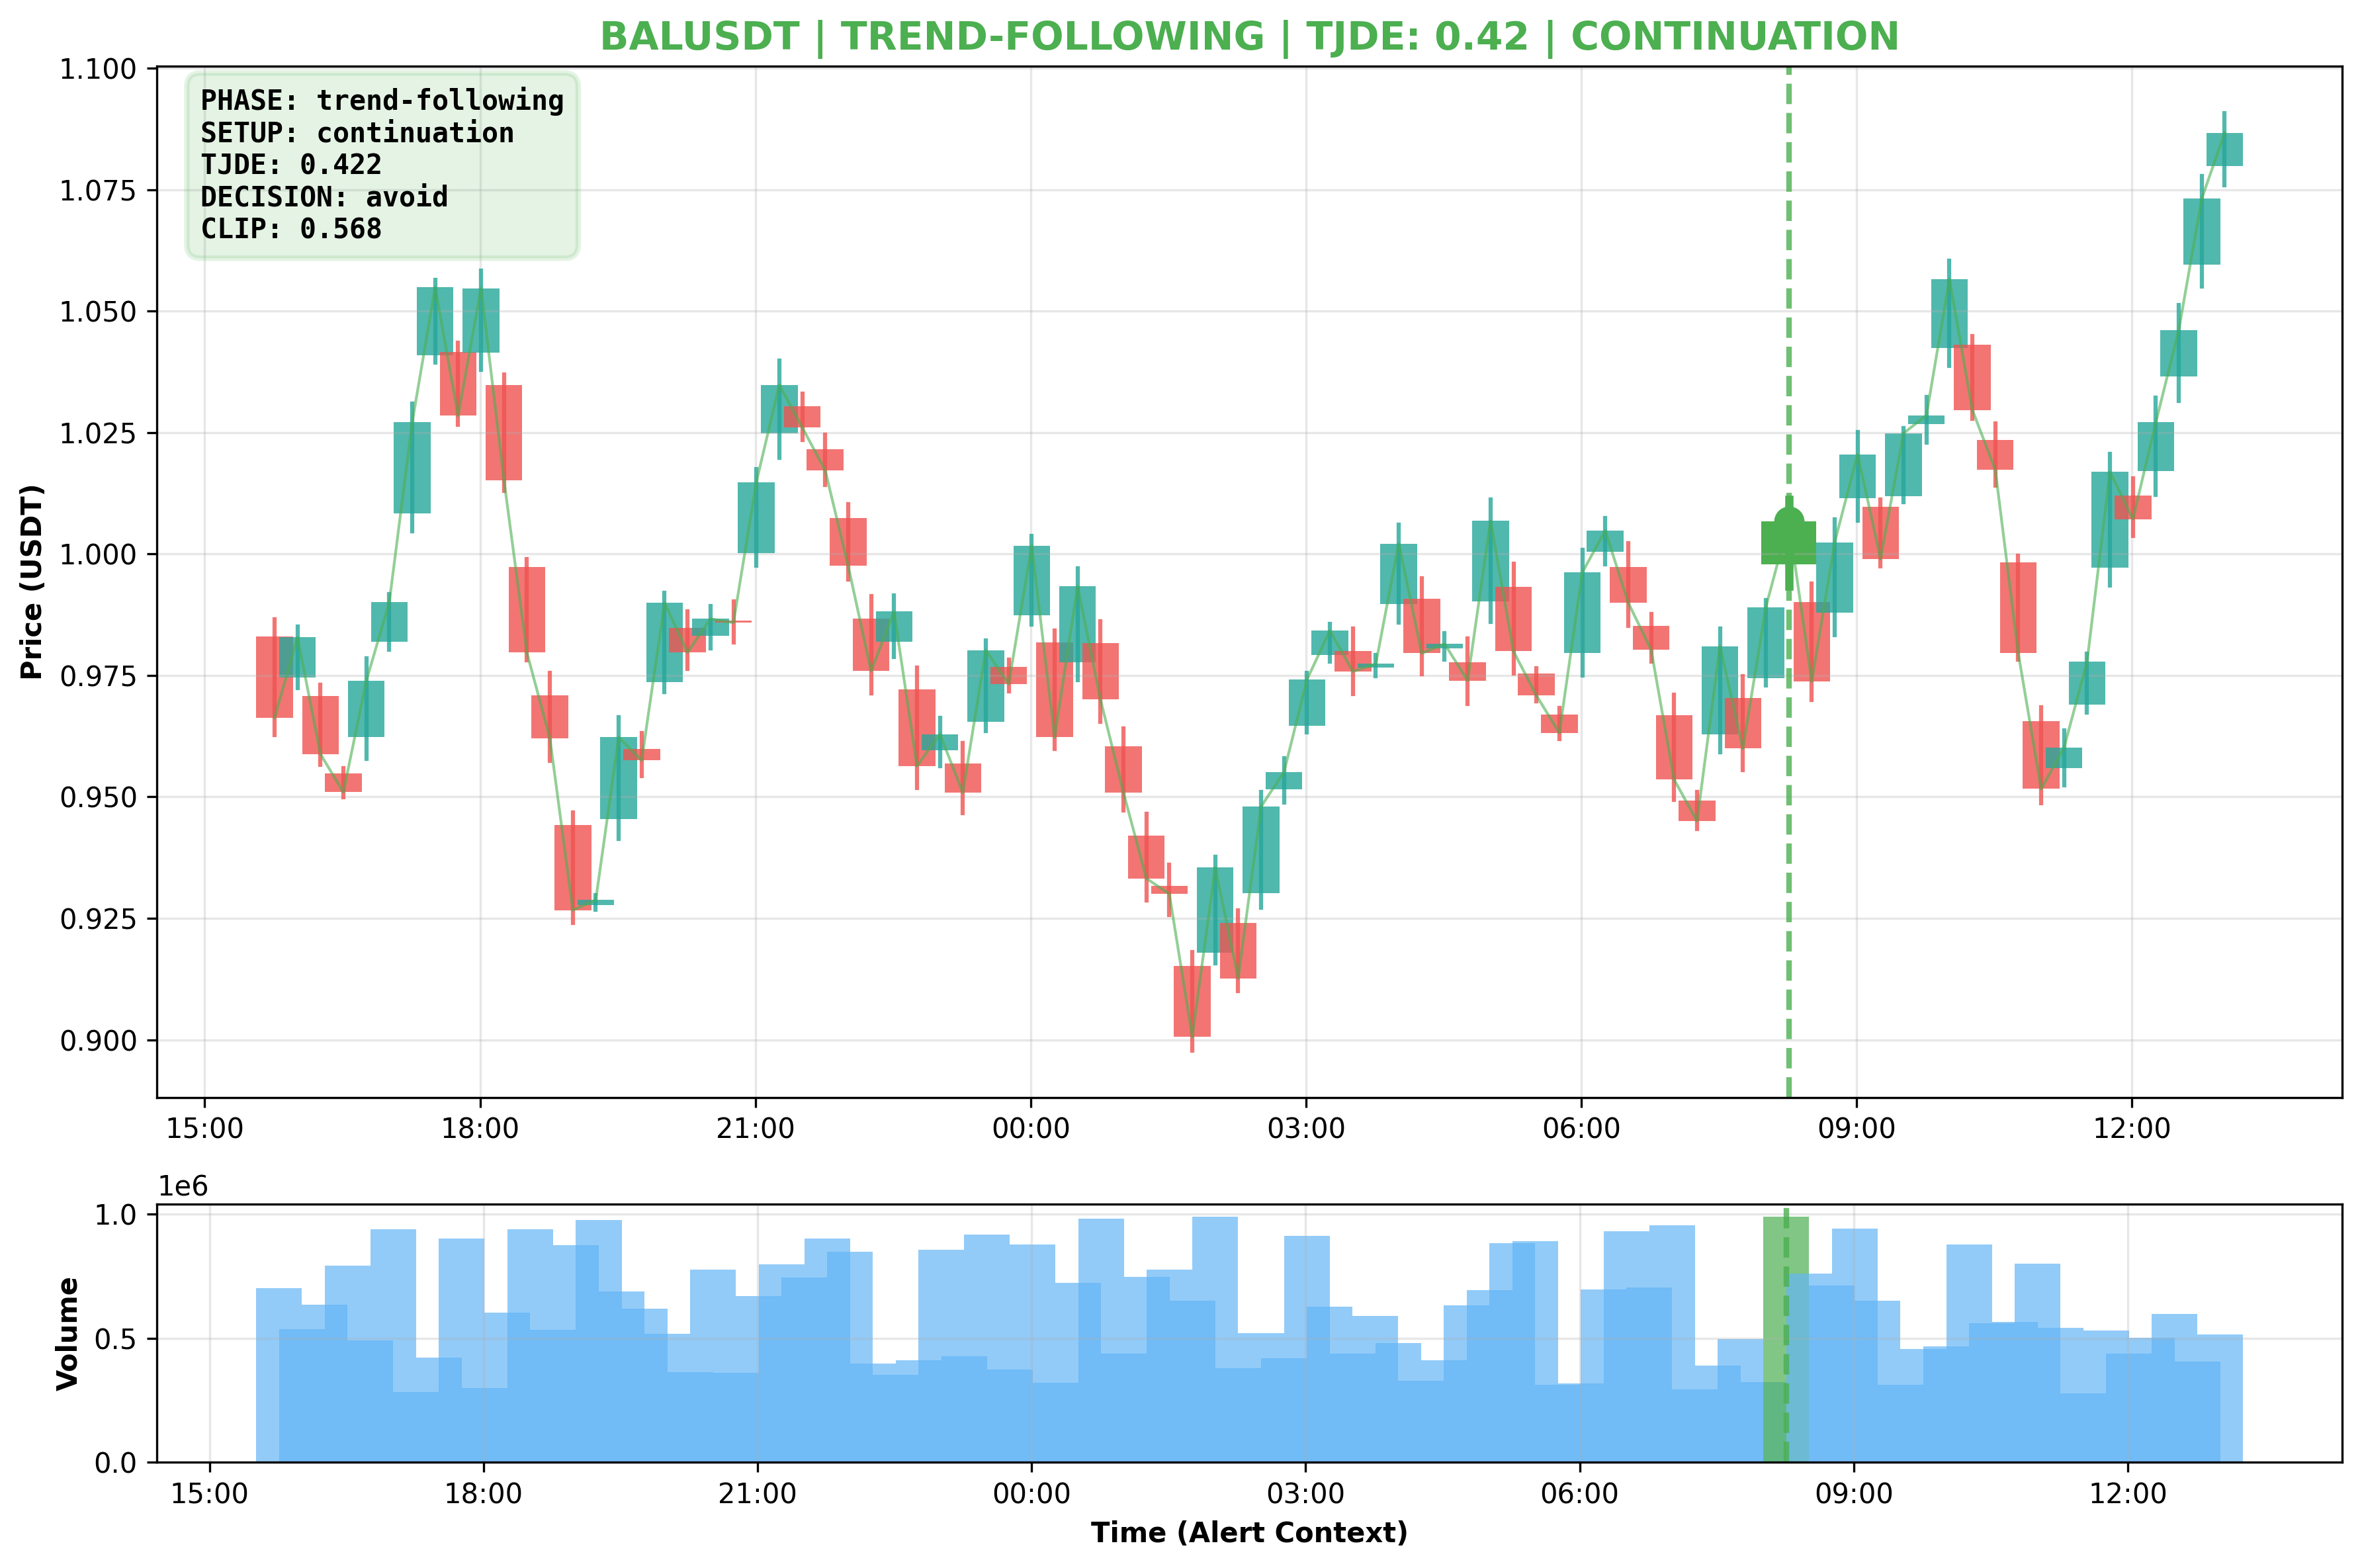 BALUSDT | TREND-FOLLOWING | TJDE: 0.42 | CONTINUATION
PHASE: trend-following
SETUP: continuation
TJDE: 0.422
DECISION: avoid
CLIP: 0.568
Price (USDT)
1.100
1.075
1.050
1.025
1.000
0.975
0.950
0.925
0.900
15:00 18:00 21:00 00:00 03:00 06:00 09:00 12:00
1e6
Volume
1.0
0.5
0.0
15:00 18:00 21:00 00:00 03:00 06:00 09:00 12:00
Time (Alert Context)